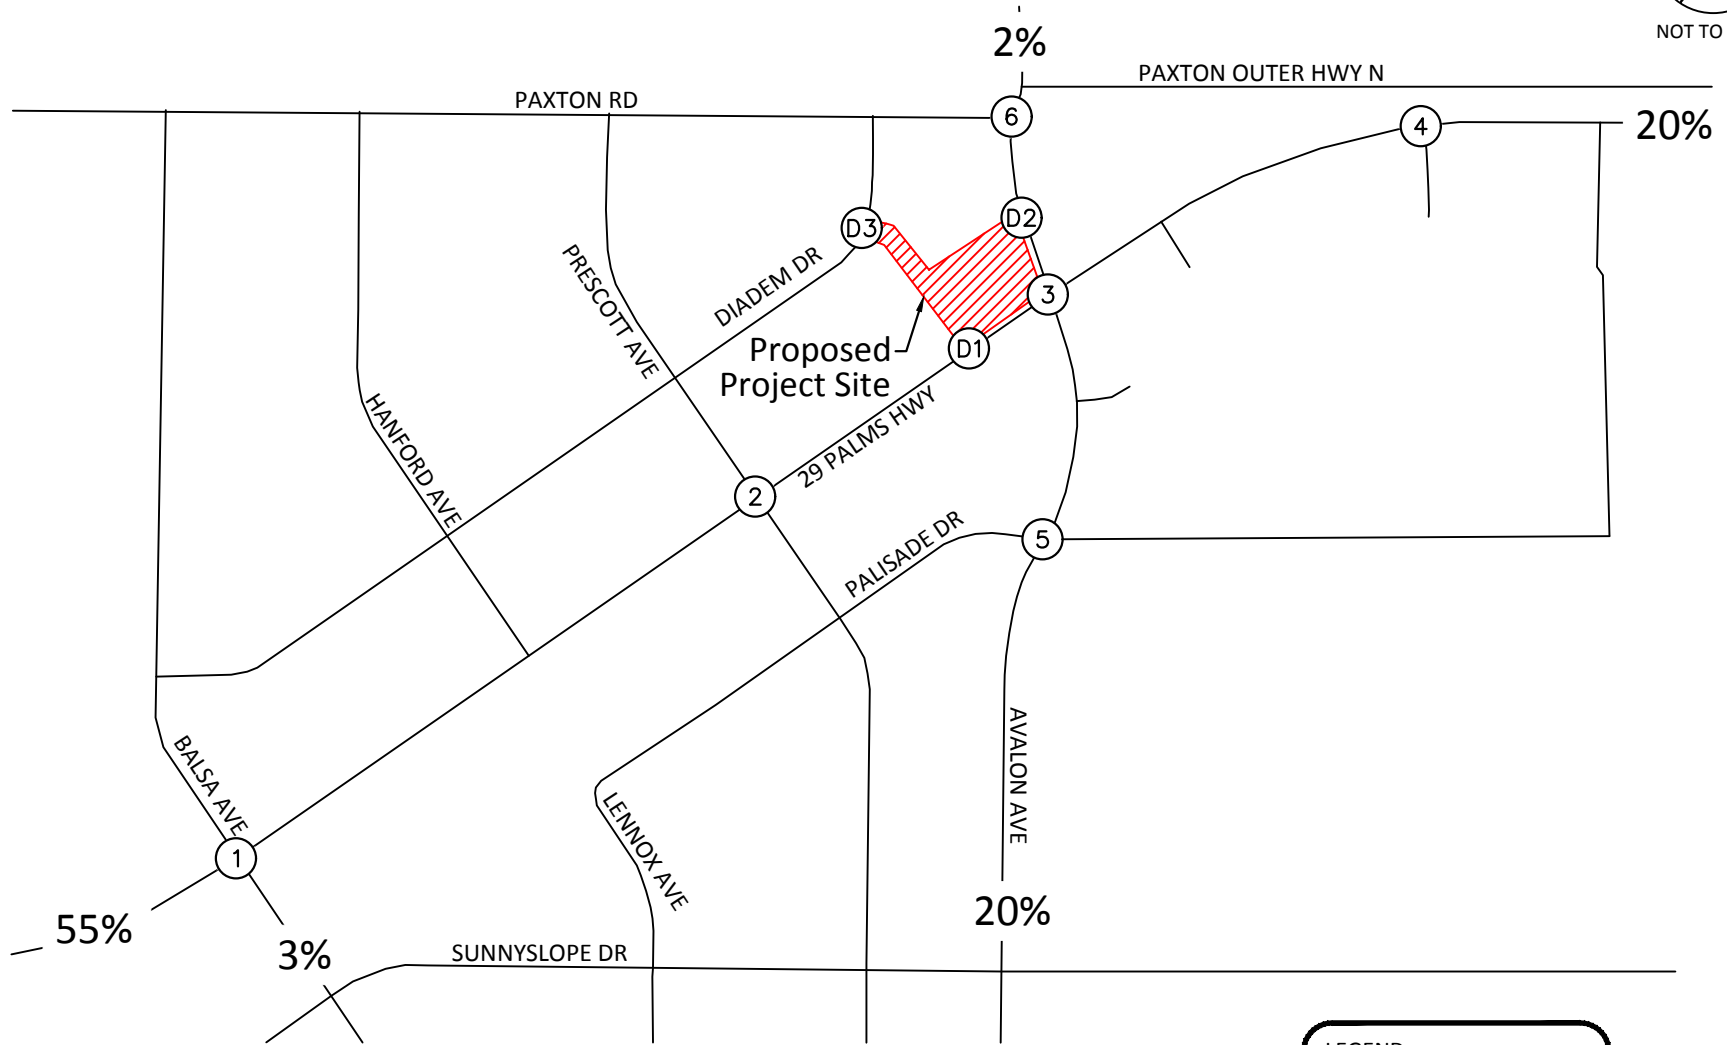 NOT TO
2%
PAXTON OUTER HWY N
PAXTON RD
6
4
20%
D3
D2
PRESCOTT AVE
DIADEM DR
3
Proposed
Project Site
D1
HANFORD AVE
29 PALMS HWY
2
PALISADE DR
5
BALSA AVE
LENNOX AVE
AVALON AVE
1
55%
3%
20%
SUNNYSLOPE DR